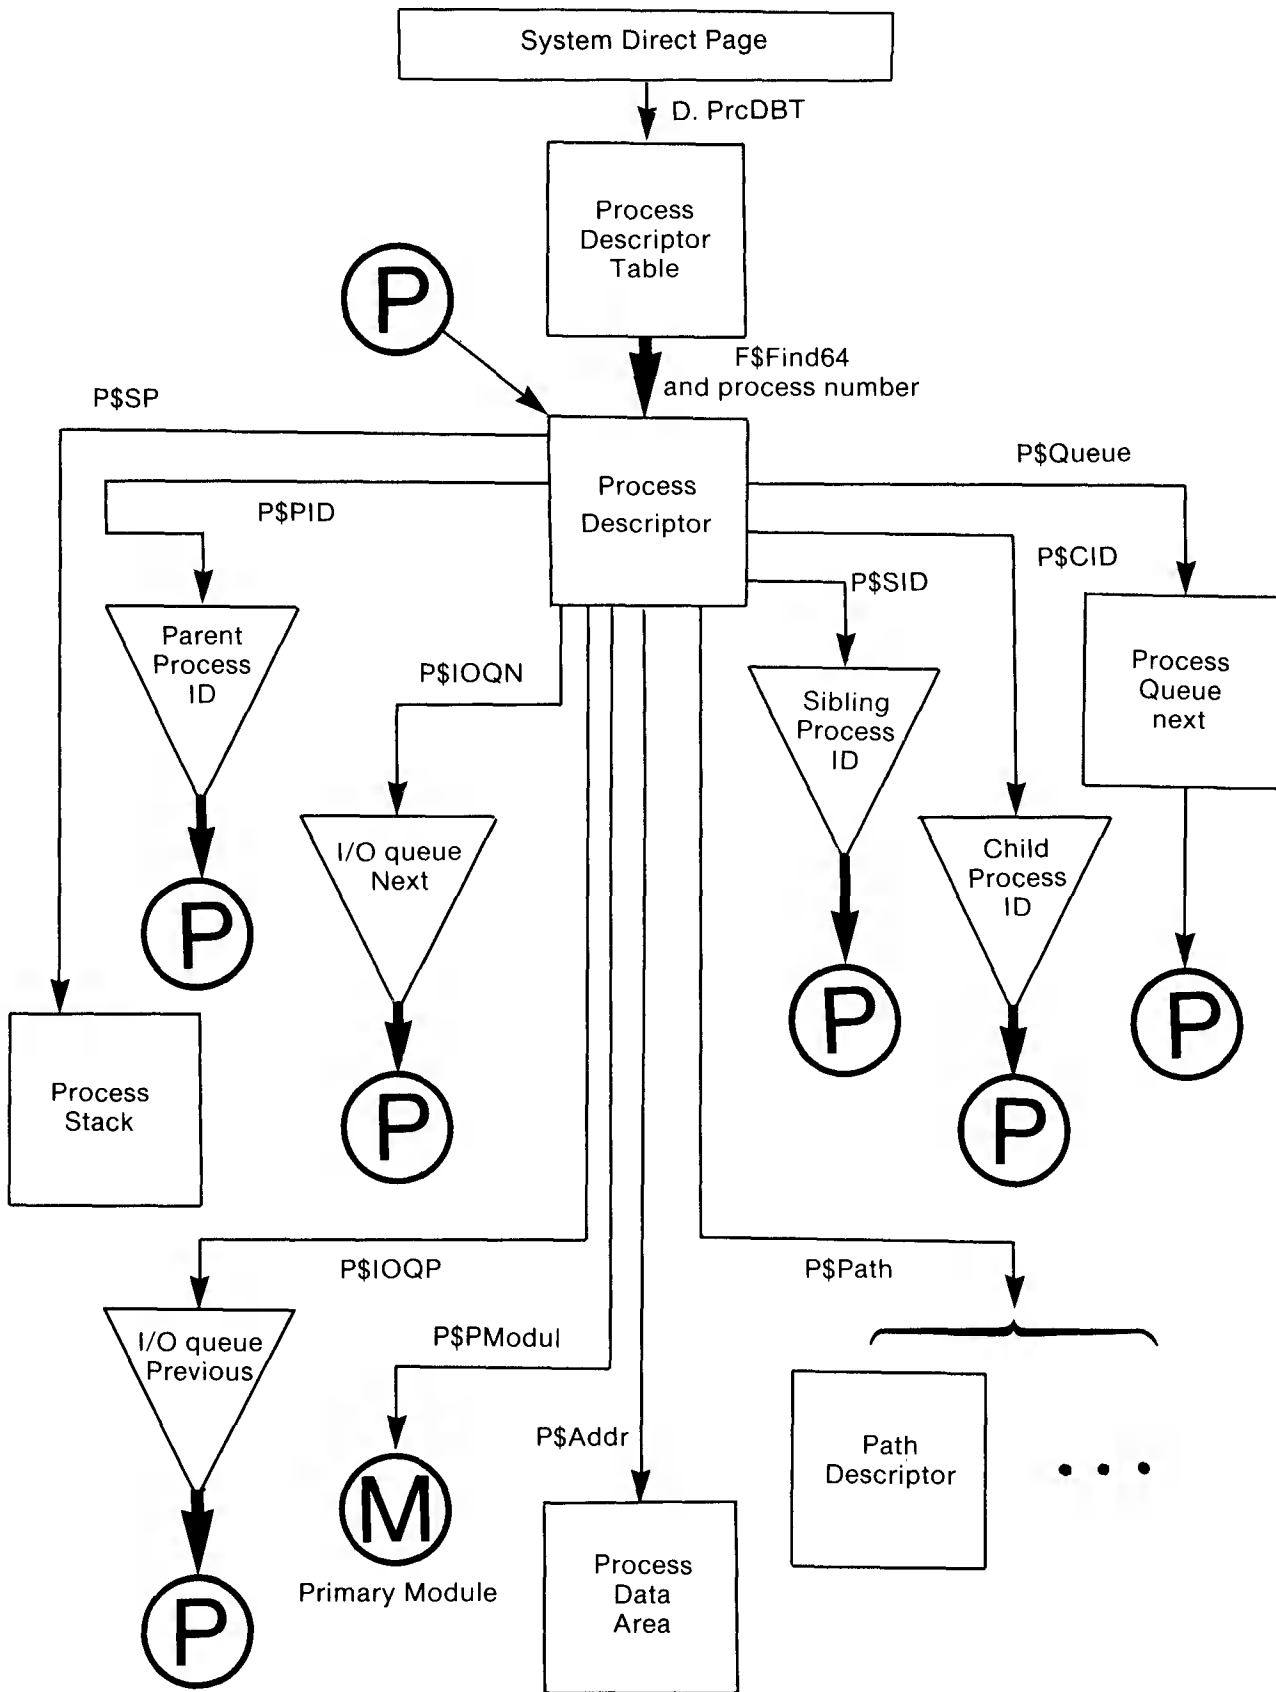 System Direct Page
D. PrcDBT
Process
Descriptor
Table
P
F$Find64
and process number
P$SP
P$Queue
Process
Descriptor
P$PID
P$CID
P$SID
Parent
Process
ID
P$IOQN
Sibling
Process
ID
Process
Queue
next
I/O queue
Next
Child
Process
ID
P
P
P
P
P
Process
Stack
P$IOQP
P$Path
I/O queue
Previous
P$PModul
P$Addr
Path
Descriptor
• • •
M
Primary Module
Process
Data
Area
P